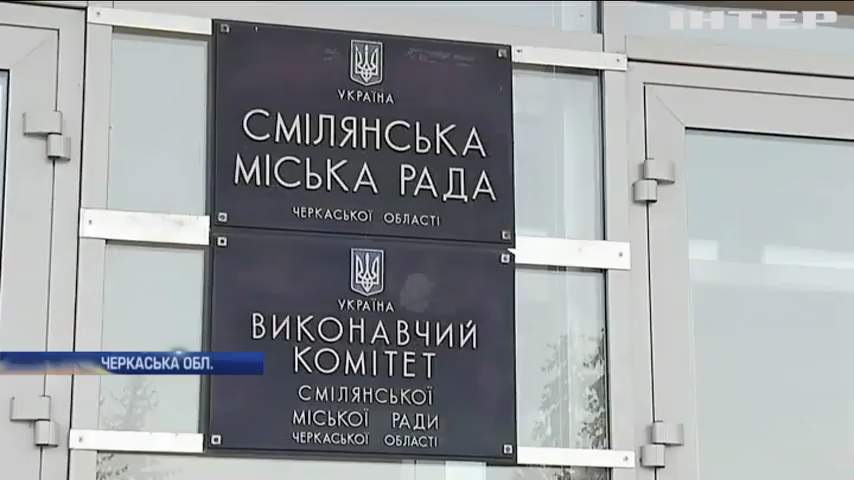 ІНТЕР
УКРАЇНА
СМІЛЯНСЬКА
МІСЬКА РАДА
ЧЕРКАСЬКОЇ ОБЛАСТІ
УКРАЇНА
ВИКОНАВЧИЙ
КОМІТЕТ
СМІЛЯНСЬКОЇ
МІСЬКОЇ РАДИ
ЧЕРКАСЬКОЇ ОБЛАСТІ
ЧЕРКАСЬКА ОБЛ.